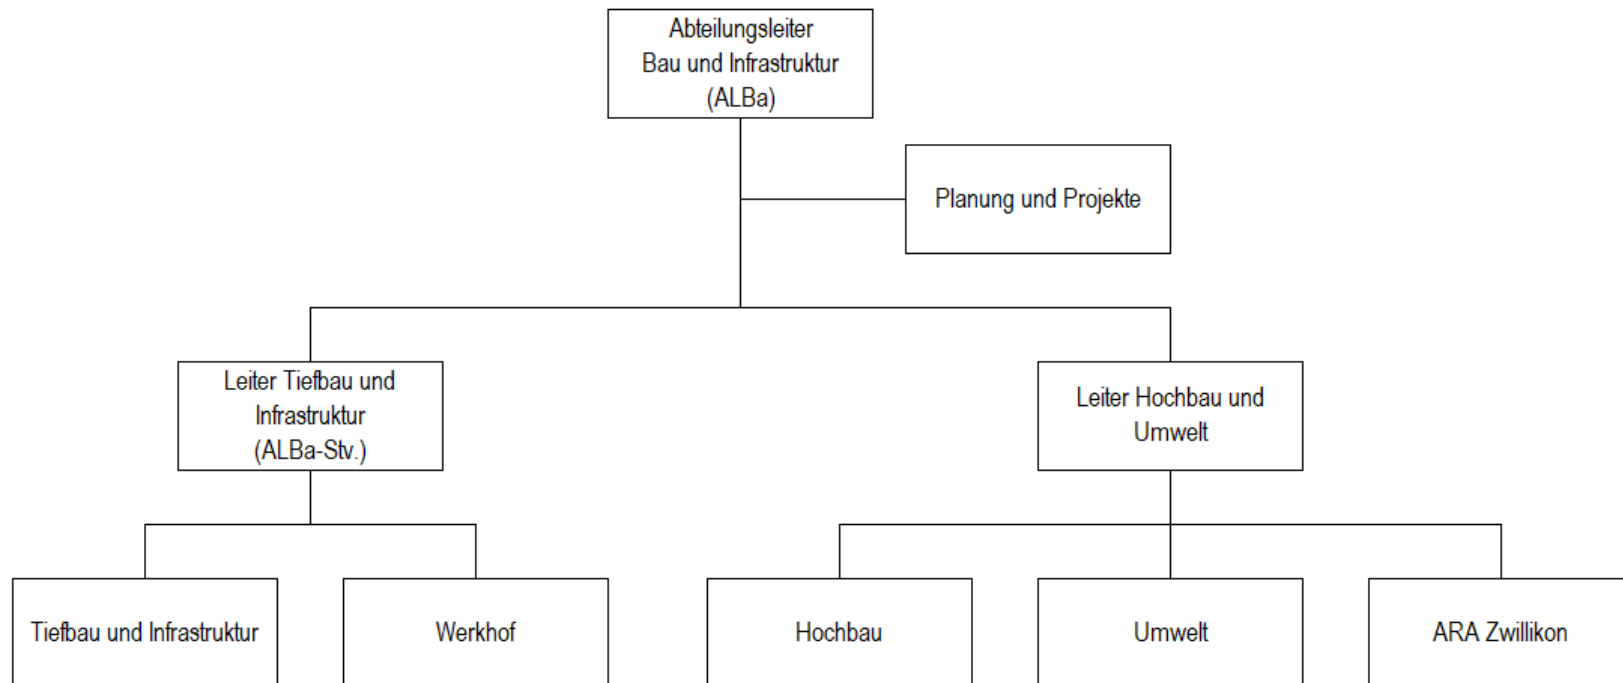 Abteilungsleiter
Bau und Infrastruktur
(ALBa)
Planung und Projekte
Leiter Tiefbau und
Infrastruktur
(ALBa-Stv.)
Leiter Hochbau und
Umwelt
Tiefbau und Infrastruktur
Werkhof
Hochbau
Umwelt
ARA Zwillikon